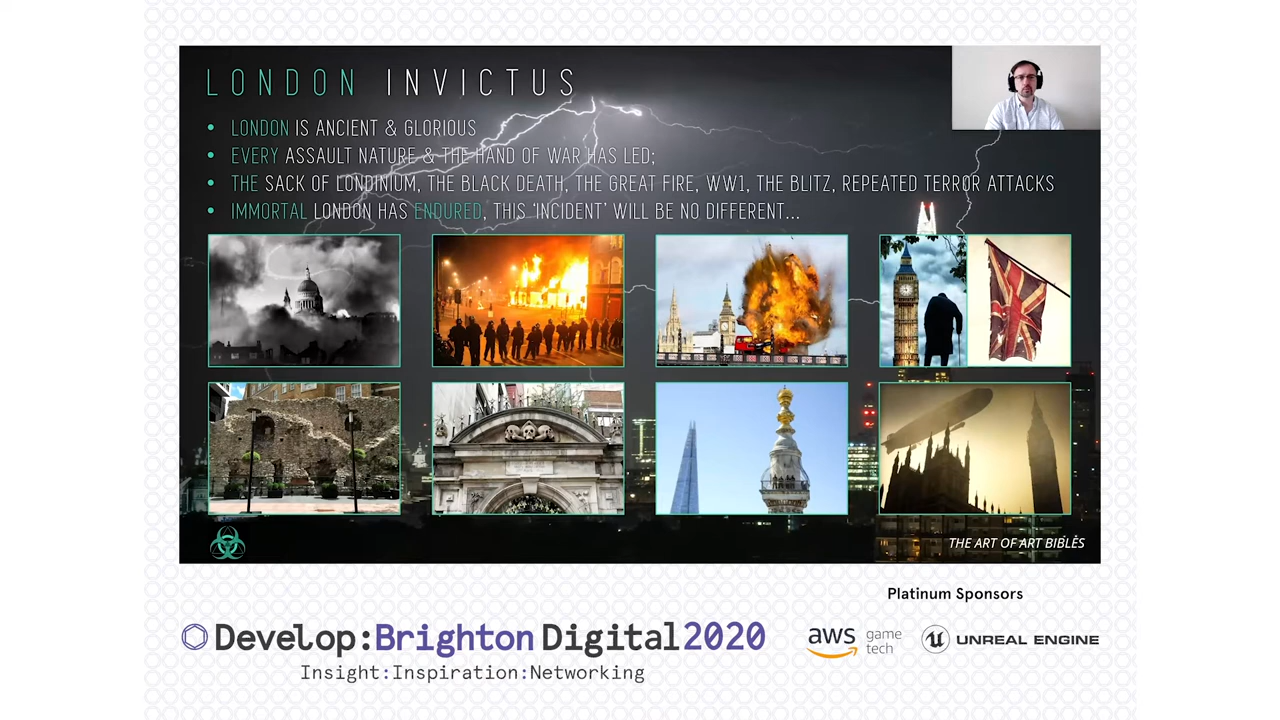 LONDON INVICTUS
• LONDON IS ANCIENT & GLORIOUS
• EVERY ASSAULT NATURE & THE HAND OF WAR HAS LED;
• THE SACK OF LONDINIUM, THE BLACK DEATH, THE GREAT FIRE, WW1, THE BLITZ, REPEATED TERROR ATTACKS
• IMMORTAL LONDON HAS ENDURED, THIS 'INCIDENT' WILL BE NO DIFFERENT...
THE ART OF ART BIBLES
Platinum Sponsors
Develop:Brighton Digital 2020
Insight:Inspiration:Networking
aws game tech
UNREAL ENGINE